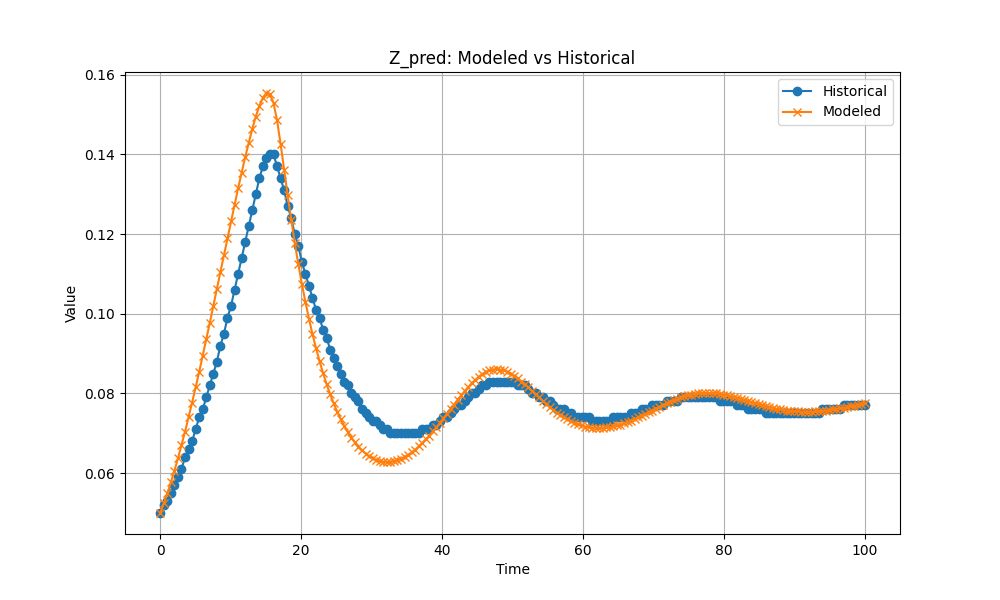 Z_pred: Modeled vs Historical
0.16
0.14
0.12
0.10
0.08
0.06
Value
Historical
Modeled
0 20 40 60 80 100
Time